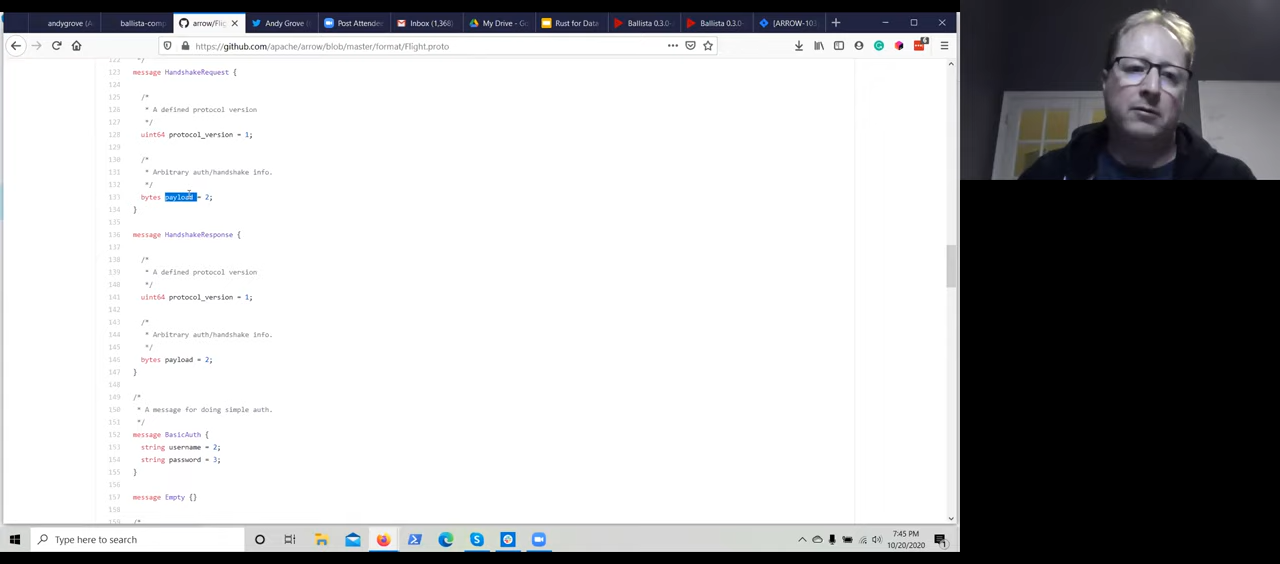 andygrove (A
ballista-comp
arrow/Flig
Andy Grove
Post Attende
Inbox (1,368)
My Drive - Go
Rust for Data
Ballista 0.3.0
Ballista 0.3.0
[ARROW-103
https://github.com/apache/arrow/blob/master/format/Flight.proto
122 */
123 message HandshakeRequest {
124
125 /*
126 * A defined protocol version
127 */
128 uint64 protocol_version = 1;
129
130 /*
131 * Arbitrary auth/handshake info.
132 */
133 bytes payload = 2;
134 }
135
136 message HandshakeResponse {
137
138 /*
139 * A defined protocol version
140 */
141 uint64 protocol_version = 1;
142
143 /*
144 * Arbitrary auth/handshake info.
145 */
146 bytes payload = 2;
147 }
148
149 /*
150 * A message for doing simple auth.
151 */
152 message BasicAuth {
153 string username = 2;
154 string password = 3;
155 }
156
157 message Empty {}
158
159 /*
Type here to search
7:45 PM
10/20/2020